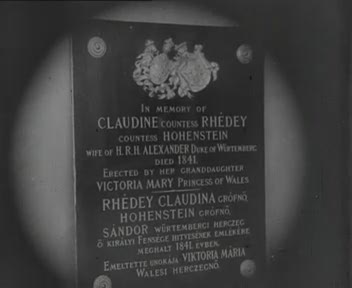 IN MEMORY OF
CLAUDINE COUNTESS RHÉDEY
COUNTESS HOHENSTEIN
WIFE OF H.R.H. ALEXANDER DUKE OF WÜRTEMBERG
DIED 1841.
ERECTED BY HER GRANDDAUGHTER
VICTORIA MARY PRINCESS OF WALES
RHÉDEY CLAUDINA GRÓFNŐ,
HOHENSTEIN GRÓFNŐ,
SÁNDOR WÜRTEMBERGI HERCZEG
Ő KIRÁLYI FENSÉGE HITVESÉNEK EMLÉKÉRE
MEGHALT 1841. ÉVBEN.
EMELTETTE UNOKÁJA VIKTORIA MÁRIA
WALESI HERCZEGNŐ.